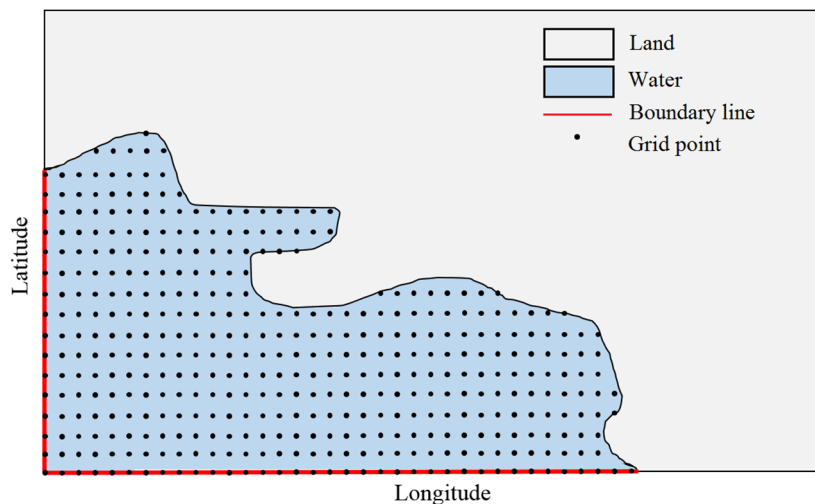 Land
Water
Boundary line
Grid point
Latitude
Longitude